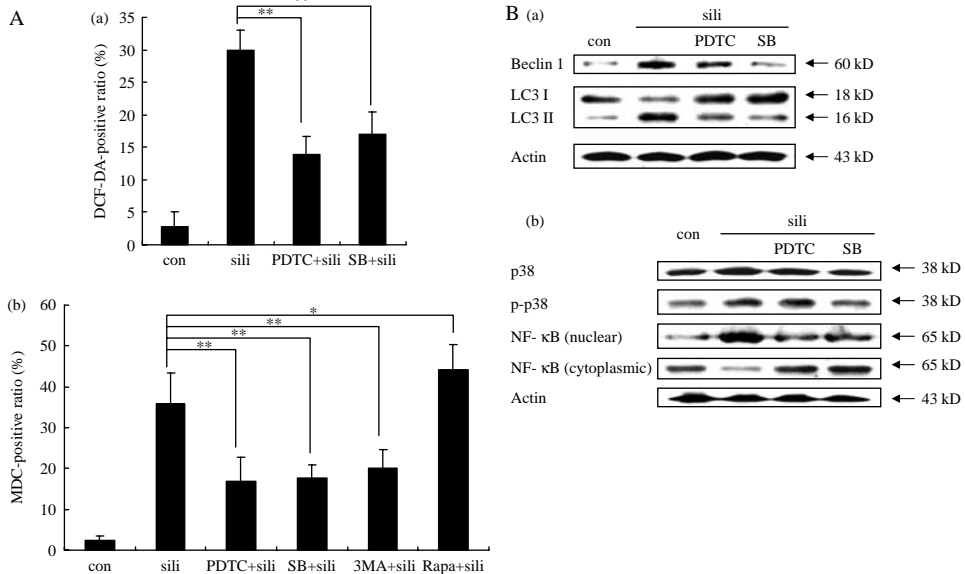 A
(a)
**
**
DCF-DA-positive ratio (%)
35
30
25
20
15
10
5
0
con sili PDTC+sili SB+sili
(b)
*
**
**
**
MDC-positive ratio (%)
60
50
40
30
20
10
0
con sili PDTC+sili SB+sili 3MA+sili Rapa+sili
B (a)
sili
con PDTC SB
Beclin 1 60 kD
LC3 I 18 kD
LC3 II 16 kD
Actin 43 kD
(b)
sili
con PDTC SB
p38 38 kD
p-p38 38 kD
NF- κB (nuclear) 65 kD
NF- κB (cytoplasmic) 65 kD
Actin 43 kD